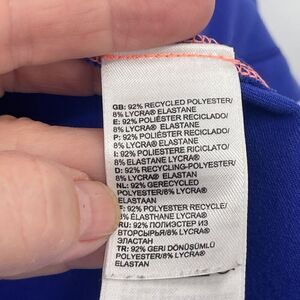 GB: 92% RECYCLED POLYESTER/
8% LYCRA® ELASTANE
E: 92% POLIÉSTER RECICLADO/
8% LYCRA® ELASTANE
P: 92% POLIÉSTER RECICLADO/
8% LYCRA® ELASTANE
I: 92% POLIESTERE RICICLATO/
8% ELASTANE LYCRA®
D: 92% RECYCLING-POLYESTER/
8% LYCRA® ELASTAN
NL: 92% GERECYCLED
POLYESTER/8% LYCRA®
ELASTAAN
F: 92% POLYESTER RECYCLE/
8% ÉLASTHANE LYCRA®
RU: 92% ПОЛИЭСТЕР ИЗ
ВТОРСЫРЬЯ/8% LYCRA®
ЭЛАСТАН
TR: 92% GERİ DÖNÜSÜMLÜ
POLYESTER/8% LYCRA®
ELASTAN